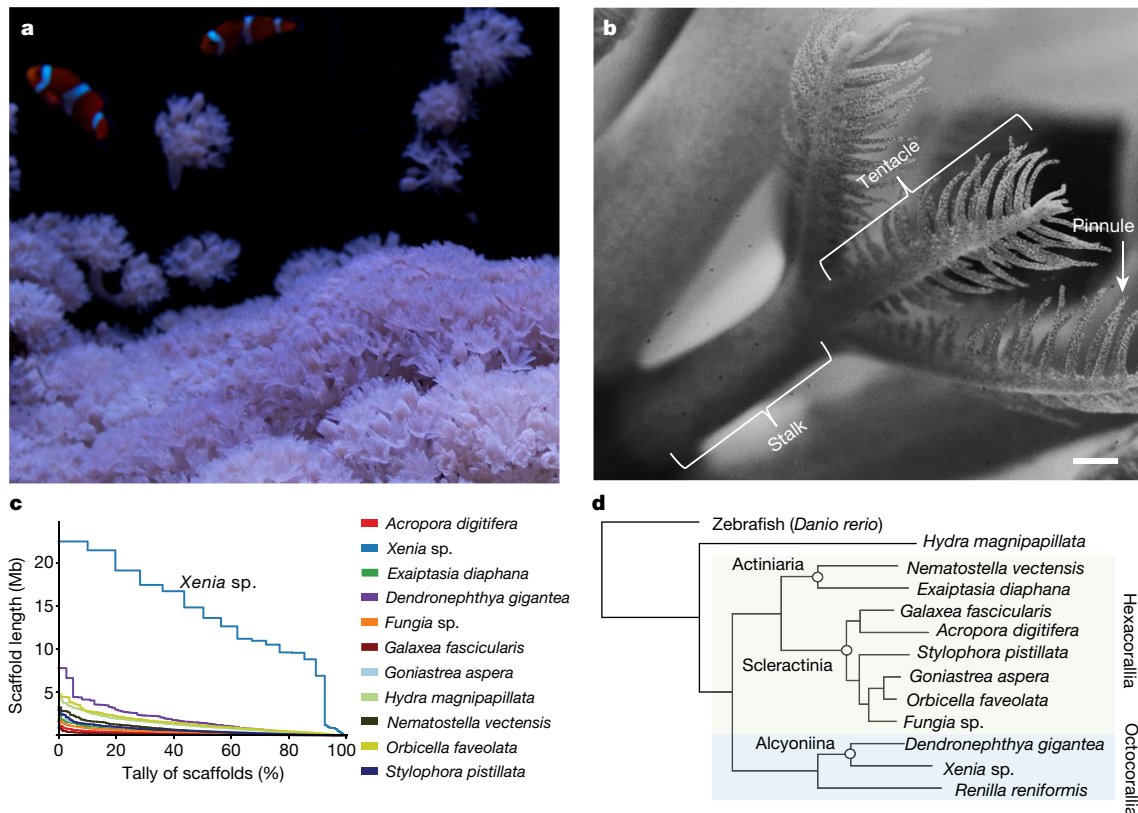 a
b
Tentacle
Pinnule
Stalk
c
Scaffold length (Mb)
20
15
10
5
0
20
40
60
80
100
Tally of scaffolds (%)
Xenia sp.
Acropora digitifera
Xenia sp.
Exaiptasia diaphana
Dendronephthya gigantea
Fungia sp.
Galaxea fascicularis
Goniastrea aspera
Hydra magnipapillata
Nematostella vectensis
Orbicella faveolata
Stylophora pistillata
d
Zebrafish (Danio rerio)
Hydra magnipapillata
Actiniaria
Nematostella vectensis
Exaiptasia diaphana
Galaxea fascicularis
Acropora digitifera
Scleractinia
Stylophora pistillata
Goniastrea aspera
Orbicella faveolata
Fungia sp.
Alcyoniina
Dendronephthya gigantea
Xenia sp.
Renilla reniformis
Hexacorallia
Octocorallia